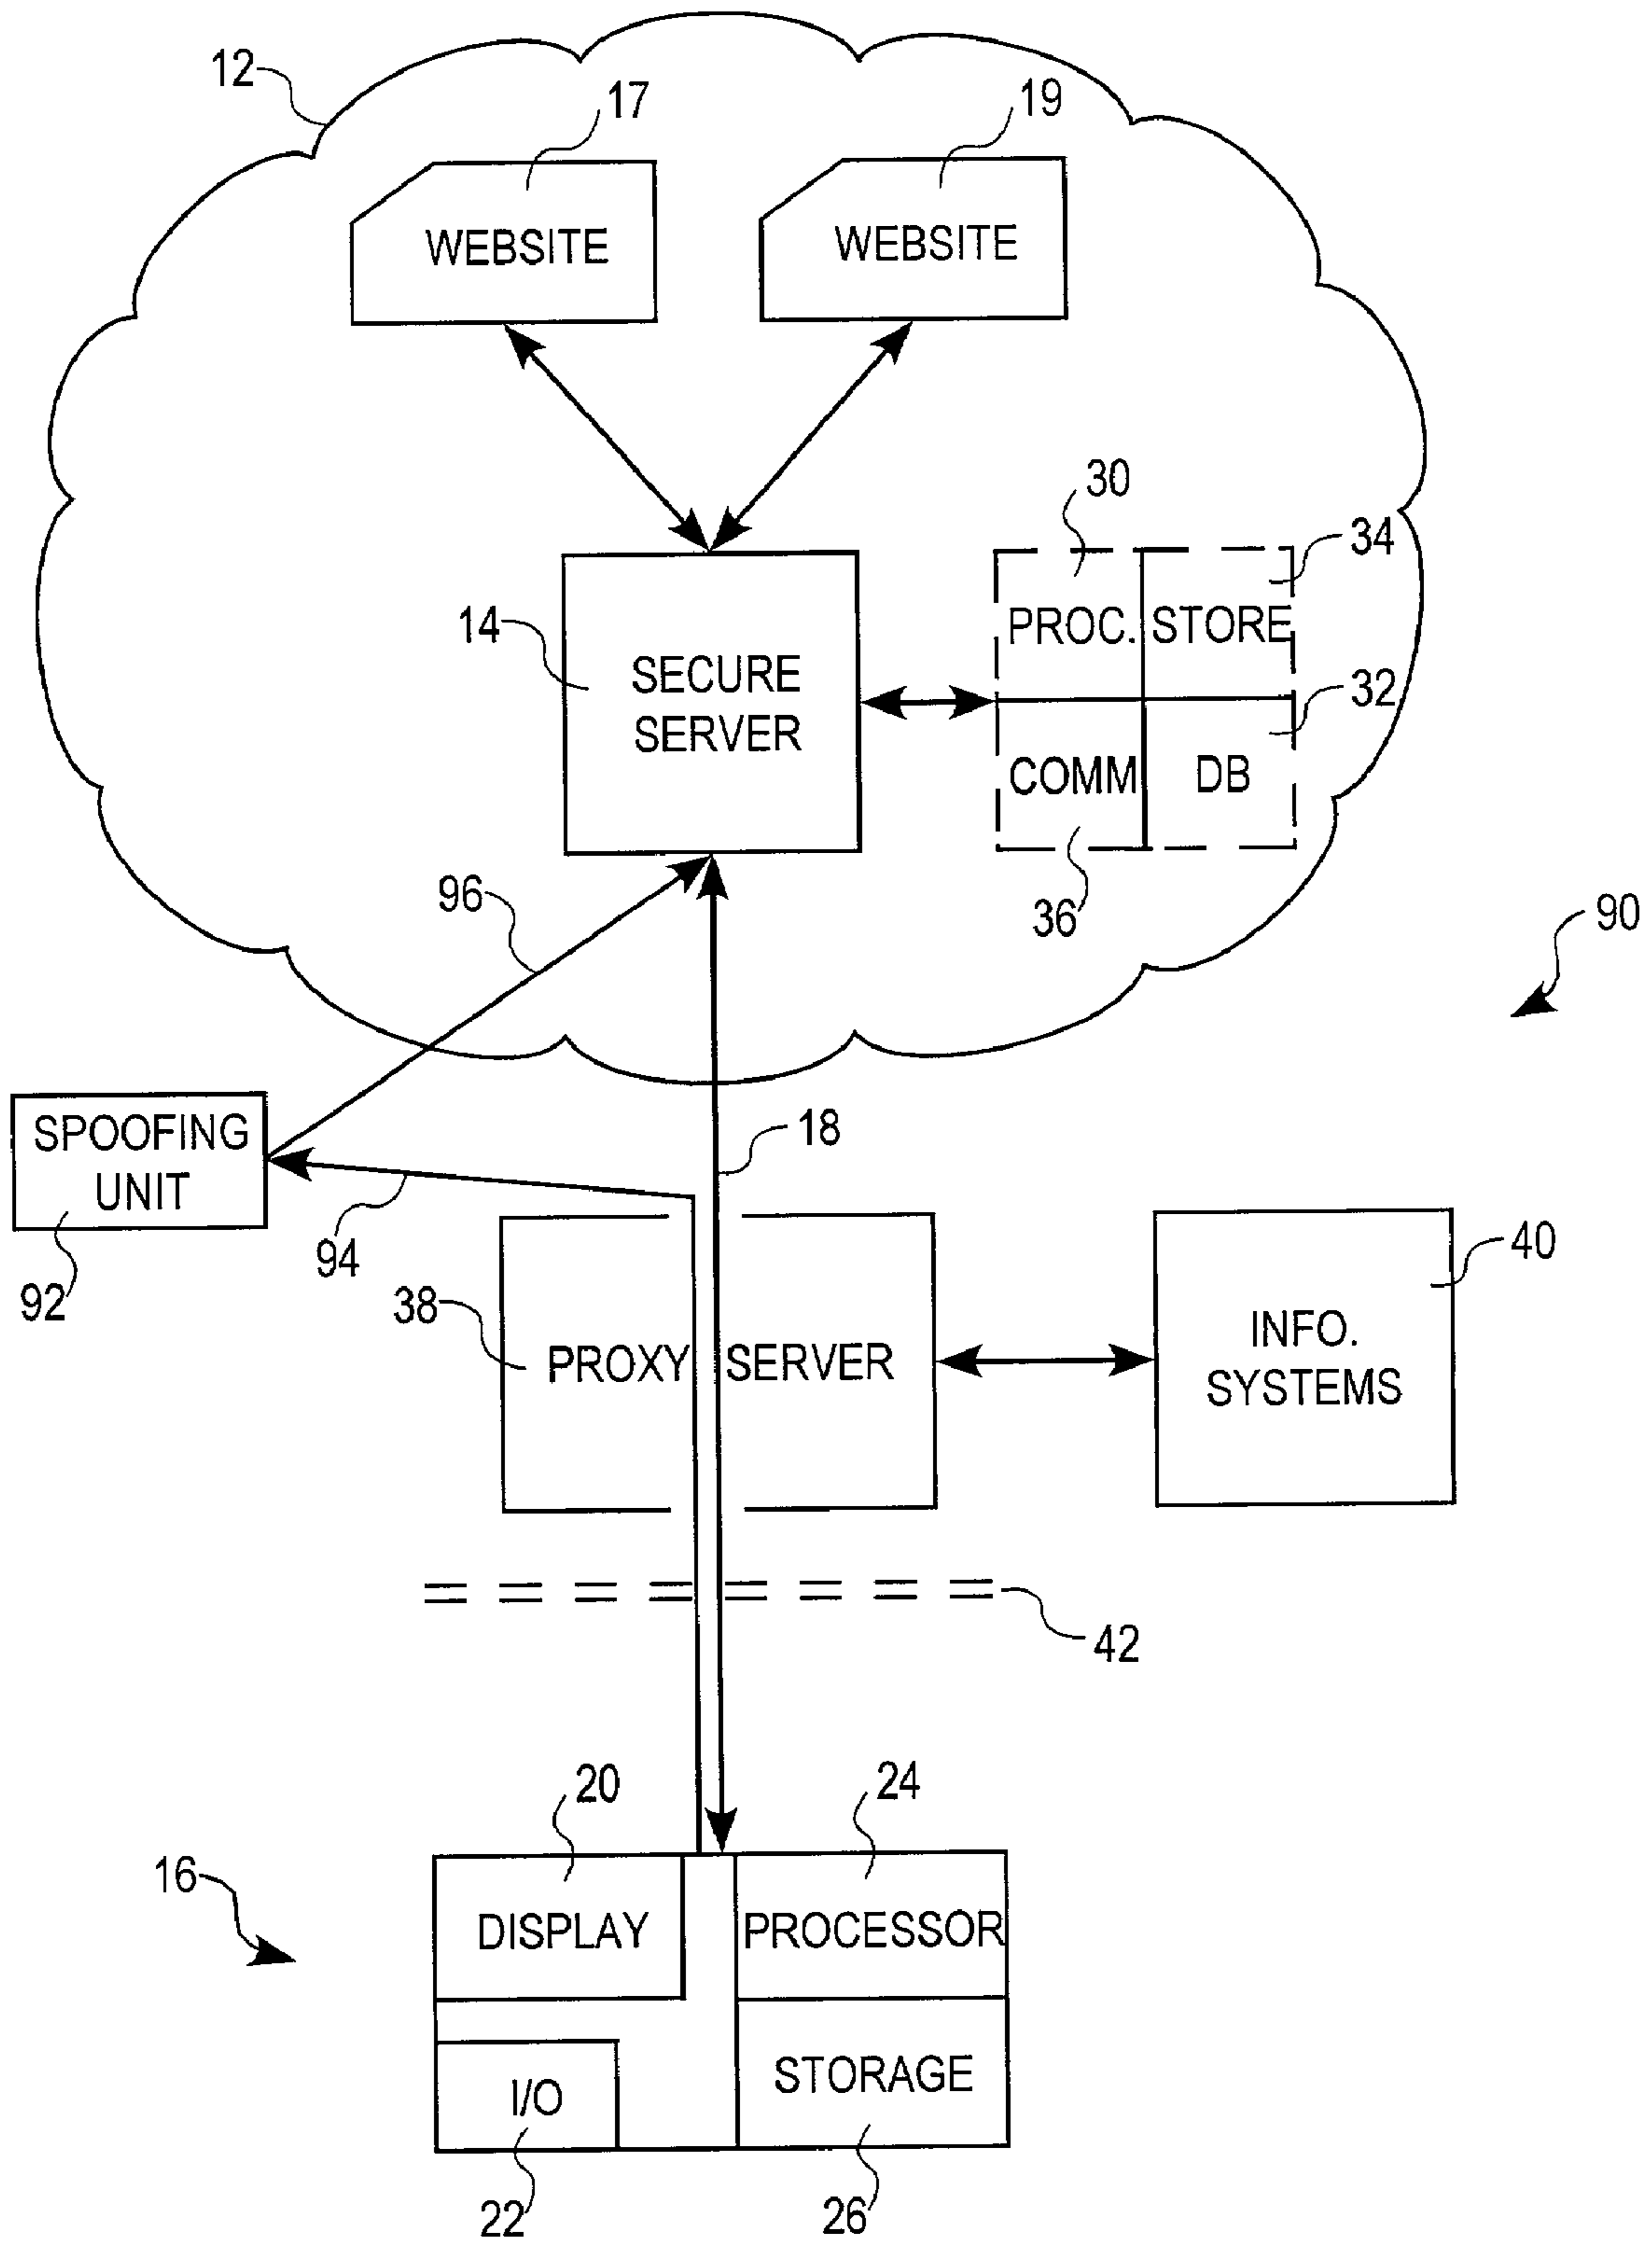 12
17
19
WEBSITE
WEBSITE
30
34
PROC.
STORE
14
SECURE
SERVER
32
COMM
DB
96
36
90
SPOOFING
UNIT
18
94
92
38
40
PROXY SERVER
INFO.
SYSTEMS
42
20
24
16
DISPLAY
PROCESSOR
I/O
STORAGE
22
26